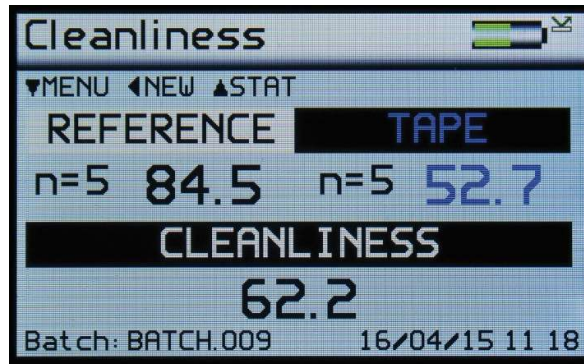 Cleanliness
▼MENU ◀NEW ▲STAT
REFERENCE TAPE
n=5 84.5 n=5 52.7
CLEANLINESS
62.2
Batch: BATCH.009 16/04/15 11 18